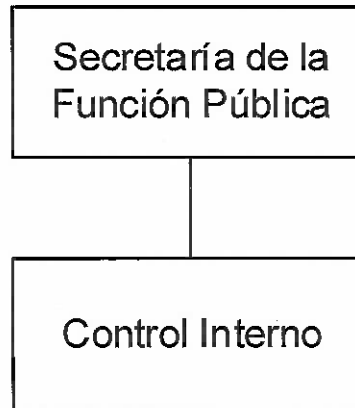 Secretaría de la
Función Pública
Control Interno